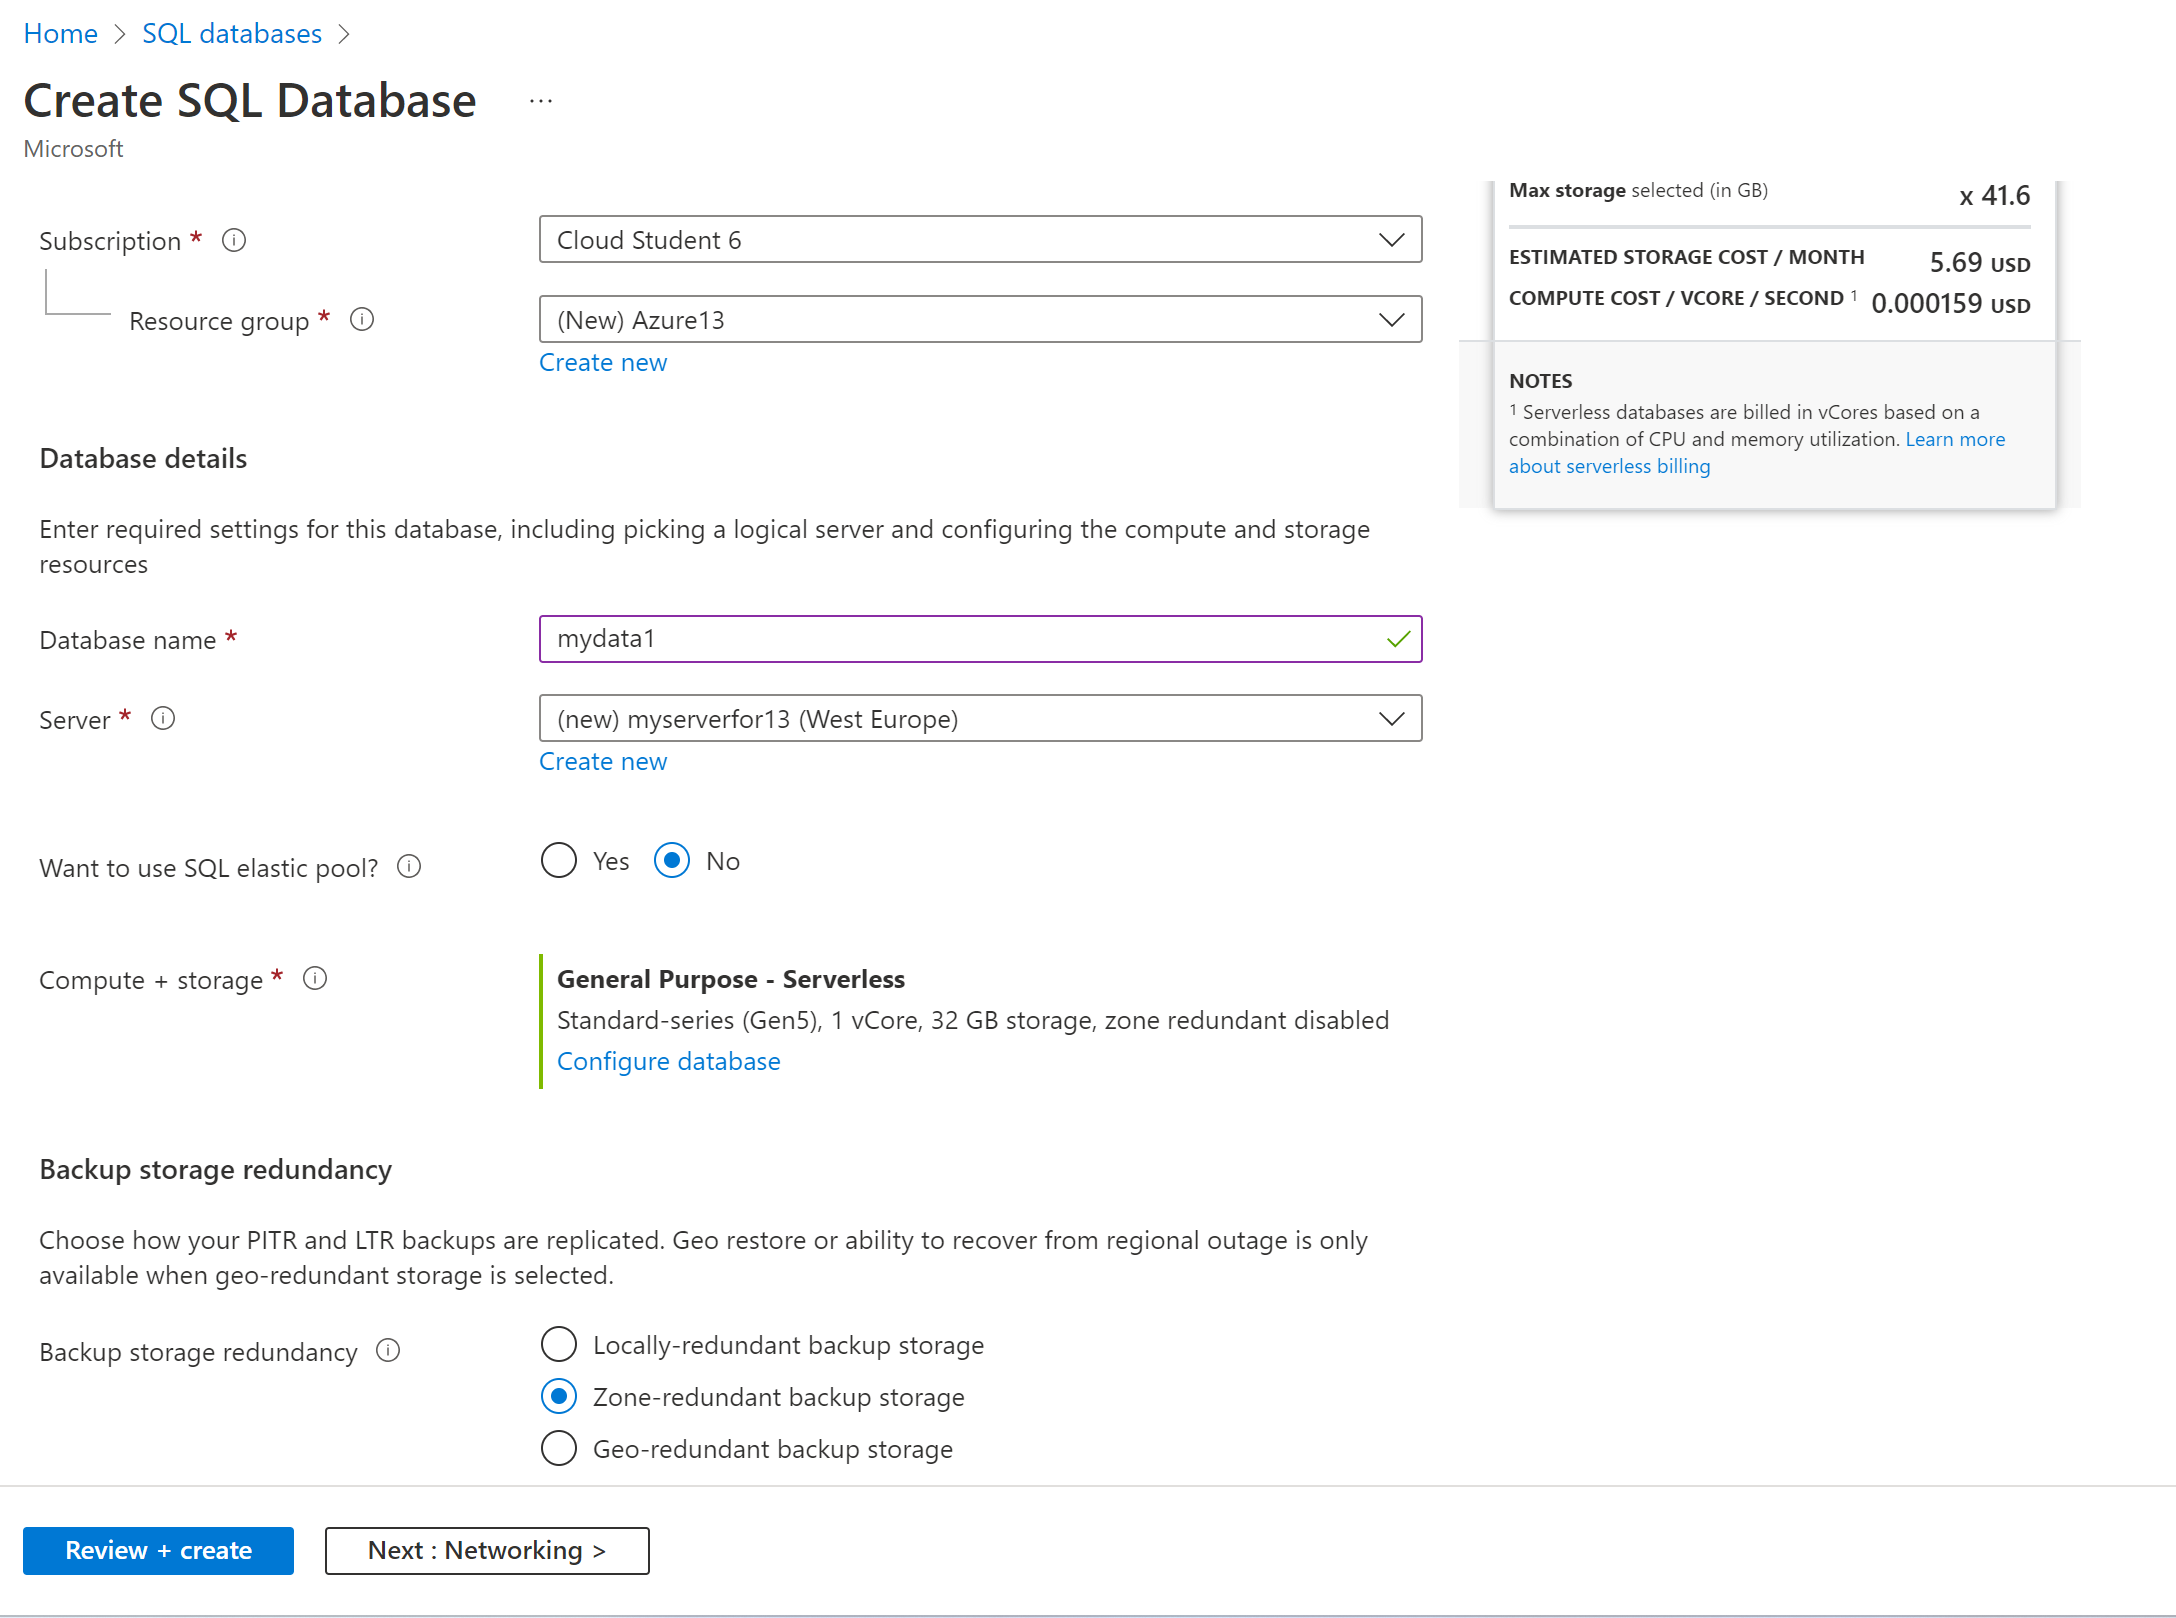 Home > SQL databases >
Create SQL Database ...
Microsoft
Subscription *
Cloud Student 6
Resource group *
(New) Azure13
Create new
Database details
Enter required settings for this database, including picking a logical server and configuring the compute and storage
resources
Database name *
mydata1
Server *
(new) myserverfor13 (West Europe)
Create new
Want to use SQL elastic pool?
Yes No
Compute + storage *
General Purpose - Serverless
Standard-series (Gen5), 1 vCore, 32 GB storage, zone redundant disabled
Configure database
Backup storage redundancy
Choose how your PITR and LTR backups are replicated. Geo restore or ability to recover from regional outage is only
available when geo-redundant storage is selected.
Backup storage redundancy
Locally-redundant backup storage
Zone-redundant backup storage
Geo-redundant backup storage
Review + create
Next : Networking >
Max storage selected (in GB) x 41.6
ESTIMATED STORAGE COST / MONTH 5.69 USD
COMPUTE COST / VCORE / SECOND 1 0.000159 USD
NOTES
1 Serverless databases are billed in vCores based on a
combination of CPU and memory utilization. Learn more
about serverless billing